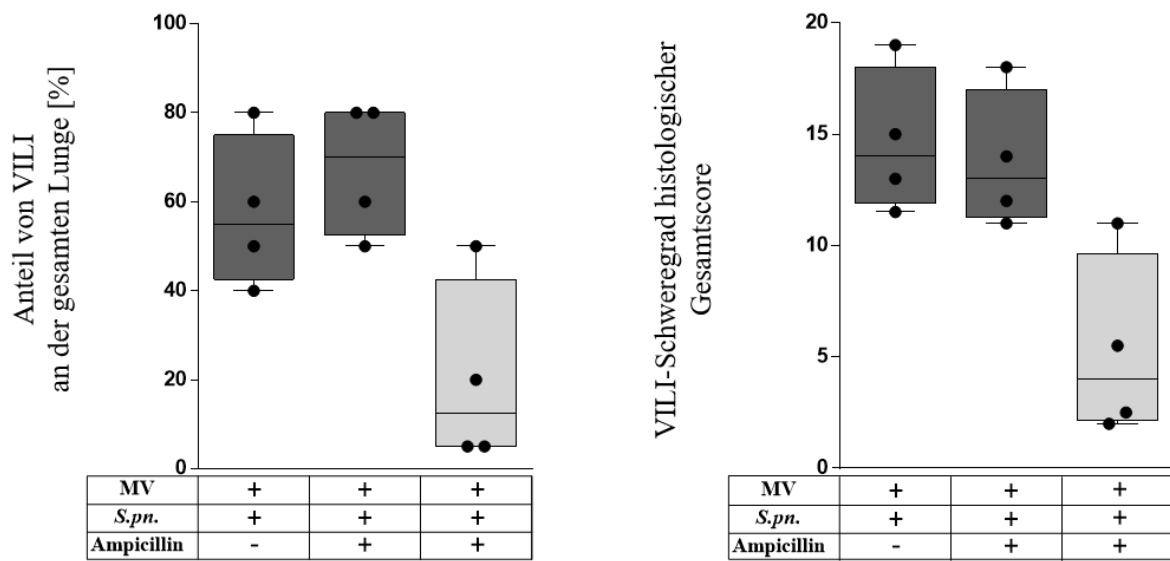 Anteil von VILI
an der gesamten Lunge [%]
100
80
60
40
20
0
MV + + +
S.pn. + + +
Ampicillin - + +
VILI-Schweregrad histologischer
Gesamtscore
20
15
10
5
0
MV + + +
S.pn. + + +
Ampicillin - + +